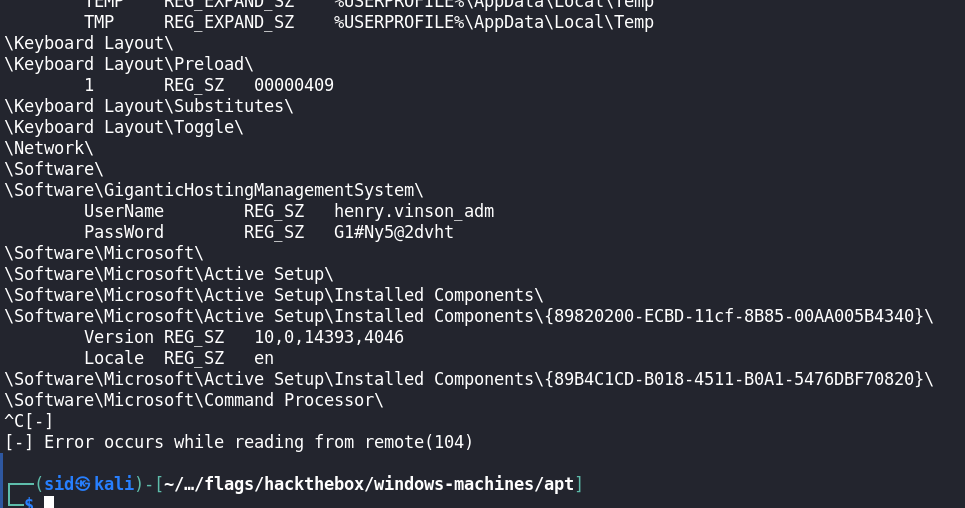 TEMP REG_EXPAND_SZ %USERPROFILE%\AppData\Local\Temp
TMP REG_EXPAND_SZ %USERPROFILE%\AppData\Local\Temp
\Keyboard Layout\
\Keyboard Layout\Preload\
1 REG_SZ 00000409
\Keyboard Layout\Substitutes\
\Keyboard Layout\Toggle\
\Network\
\Software\
\Software\GiganticHostingManagementSystem\
UserName REG_SZ henry.vinson_adm
PassWord REG_SZ G1#Ny5@2dvht
\Software\Microsoft\
\Software\Microsoft\Active Setup\
\Software\Microsoft\Active Setup\Installed Components\
\Software\Microsoft\Active Setup\Installed Components\{89820200-ECBD-11cf-8B85-00AA005B4340}\
Version REG_SZ 10,0,14393,4046
Locale REG_SZ en
\Software\Microsoft\Active Setup\Installed Components\{89B4C1CD-B018-4511-B0A1-5476DBF70820}\
\Software\Microsoft\Command Processor\
^C[-]
[-] Error occurs while reading from remote(104)
┌──(sid㉿kali)-[~/…/flags/hackthebox/windows-machines/apt]
└─$